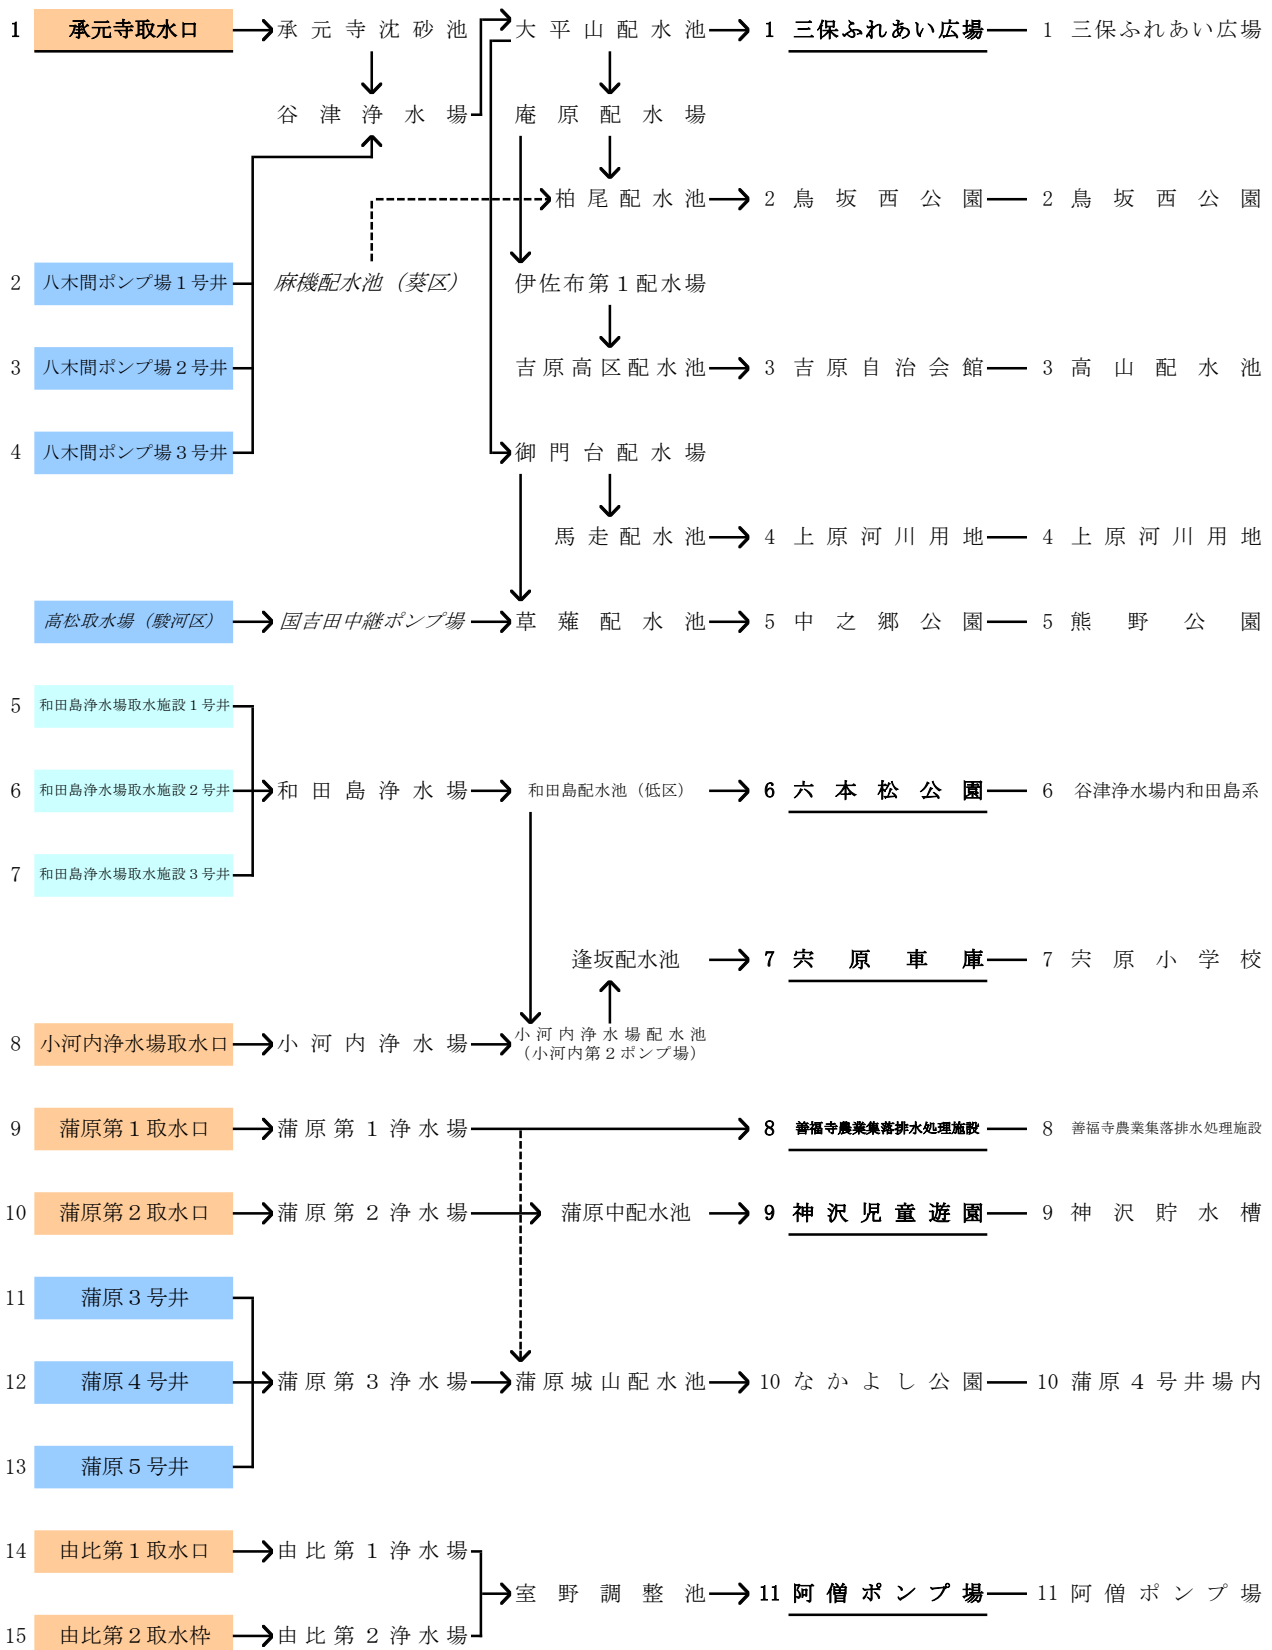 1 承元寺取水口 承元寺沈砂池 大平山配水池 1 三保ふれあい広場 1 三保ふれあい広場
谷津浄水場 庵原配水場
柏尾配水池 2 鳥坂西公園 2 鳥坂西公園
2 八木間ポンプ場1号井 麻機配水池（葵区） 伊佐布第1配水場
3 八木間ポンプ場2号井 吉原高区配水池 3 吉原自治会館 3 高山配水池
4 八木間ポンプ場3号井 御門台配水場
馬走配水池 4 上原河川用地 4 上原河川用地
高松取水場（駿河区） 国吉田中継ポンプ場 草薙配水池 5 中之郷公園 5 熊野公園
5 和田島浄水場取水施設1号井
6 和田島浄水場取水施設2号井 和田島浄水場 和田島配水池（低区） 6 六本松公園 6 谷津浄水場内和田島系
7 和田島浄水場取水施設3号井
逢坂配水池 7 宍原車庫 7 宍原小学校
8 小河内浄水場取水口 小河内浄水場 小河内浄水場配水池
（小河内第2ポンプ場）
9 蒲原第1取水口 蒲原第1浄水場 8 善福寺農業集落排水処理施設 8 善福寺農業集落排水処理施設
10 蒲原第2取水口 蒲原第2浄水場 蒲原中配水池 9 神沢児童遊園 9 神沢貯水槽
11 蒲原3号井
12 蒲原4号井 蒲原第3浄水場 蒲原城山配水池 10 なかよし公園 10 蒲原4号井場内
13 蒲原5号井
14 由比第1取水口 由比第1浄水場
室野調整池 11 阿僧ポンプ場 11 阿僧ポンプ場
15 由比第2取水枠 由比第2浄水場